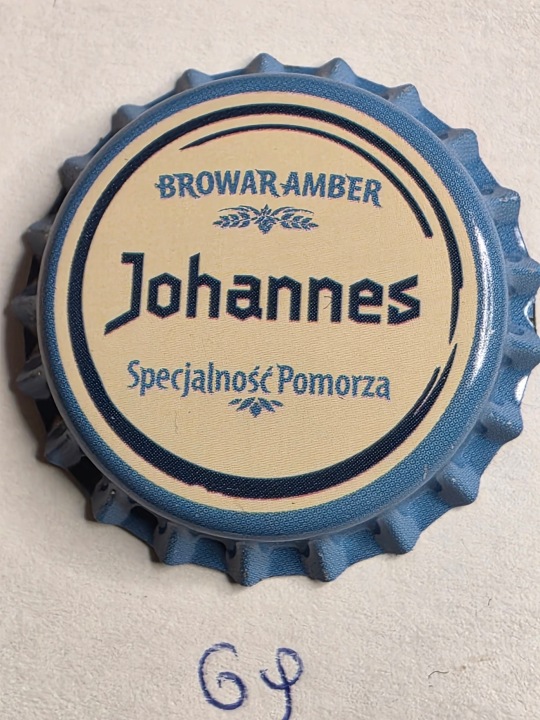 BROWAR AMBER
Johannes
Specjalność Pomorza